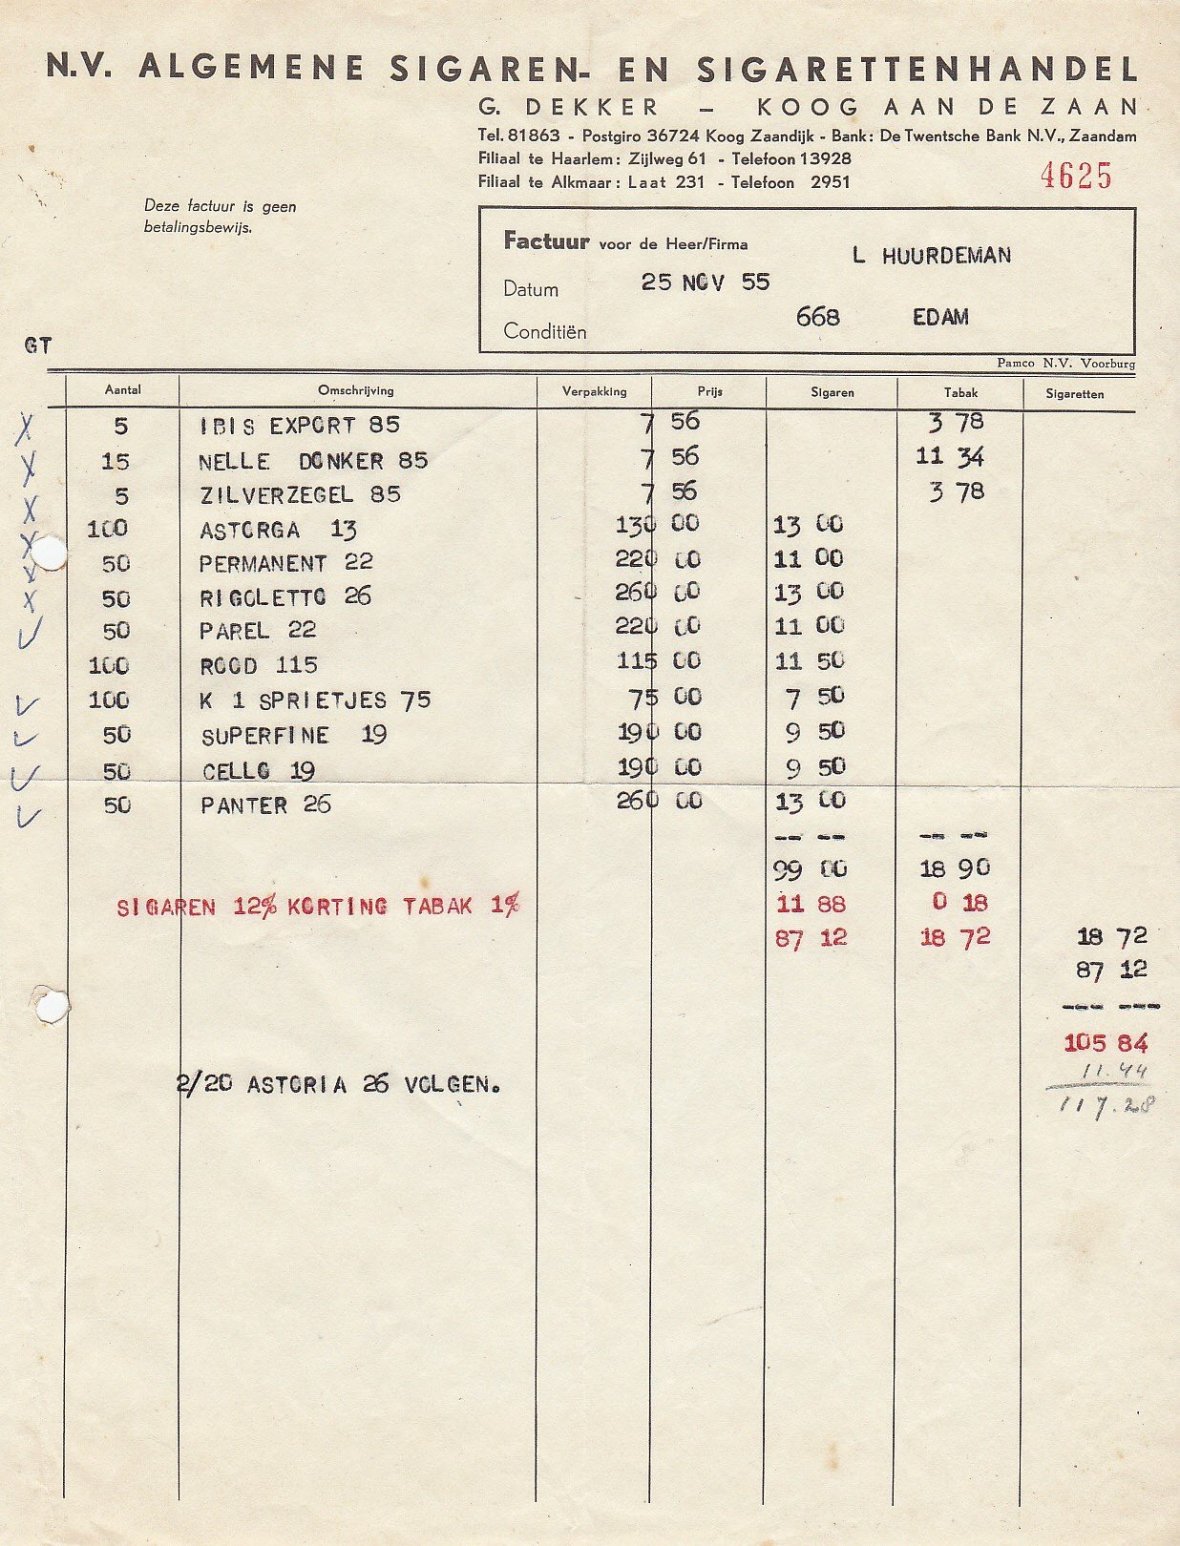 N.V. ALGEMENE SIGAREN- EN SIGARETTENHANDEL
G. DEKKER – KOOG AAN DE ZAAN
Tel. 81863 - Postgiro 36724 Koog Zaandijk - Bank: De Twentsche Bank N.V., Zaandam
Filiaal te Haarlem: Zijlweg 61 - Telefoon 13928
Filiaal te Alkmaar: Laat 231 - Telefoon 2951
4625
Deze factuur is geen
betalingsbewijs.
Factuur voor de Heer/Firma
L HUURDEMAN
Datum 25 NOV 55
668 EDAM
Conditiën
GT
Pamco N.V. Voorburg
Aantal Omschrijving Verpakking Prijs Sigaren Tabak Sigaretten
5 IBIS EXPORT 85 7 56 3 78
15 NELLE DONKER 85 7 56 11 34
5 ZILVERZEGEL 85 7 56 3 78
100 ASTORGA 13 130 00 13 00
50 PERMANENT 22 220 00 11 00
50 RIGOLETTO 26 260 00 13 00
50 PAREL 22 220 00 11 00
100 ROOD 115 115 00 11 50
100 K 1 SPRIETJES 75 75 00 7 50
50 SUPERFINE 19 190 00 9 50
50 CELLO 19 190 00 9 50
50 PANTER 26 260 00 13 00
-- -- -- --
99 00 18 90
SIGAREN 12% KORTING TABAK 1% 11 88 0 18
87 12 18 72 18 72
87 12
--- ---
105 84
11.44
2/20 ASTORIA 26 VOLGEN.
117.28